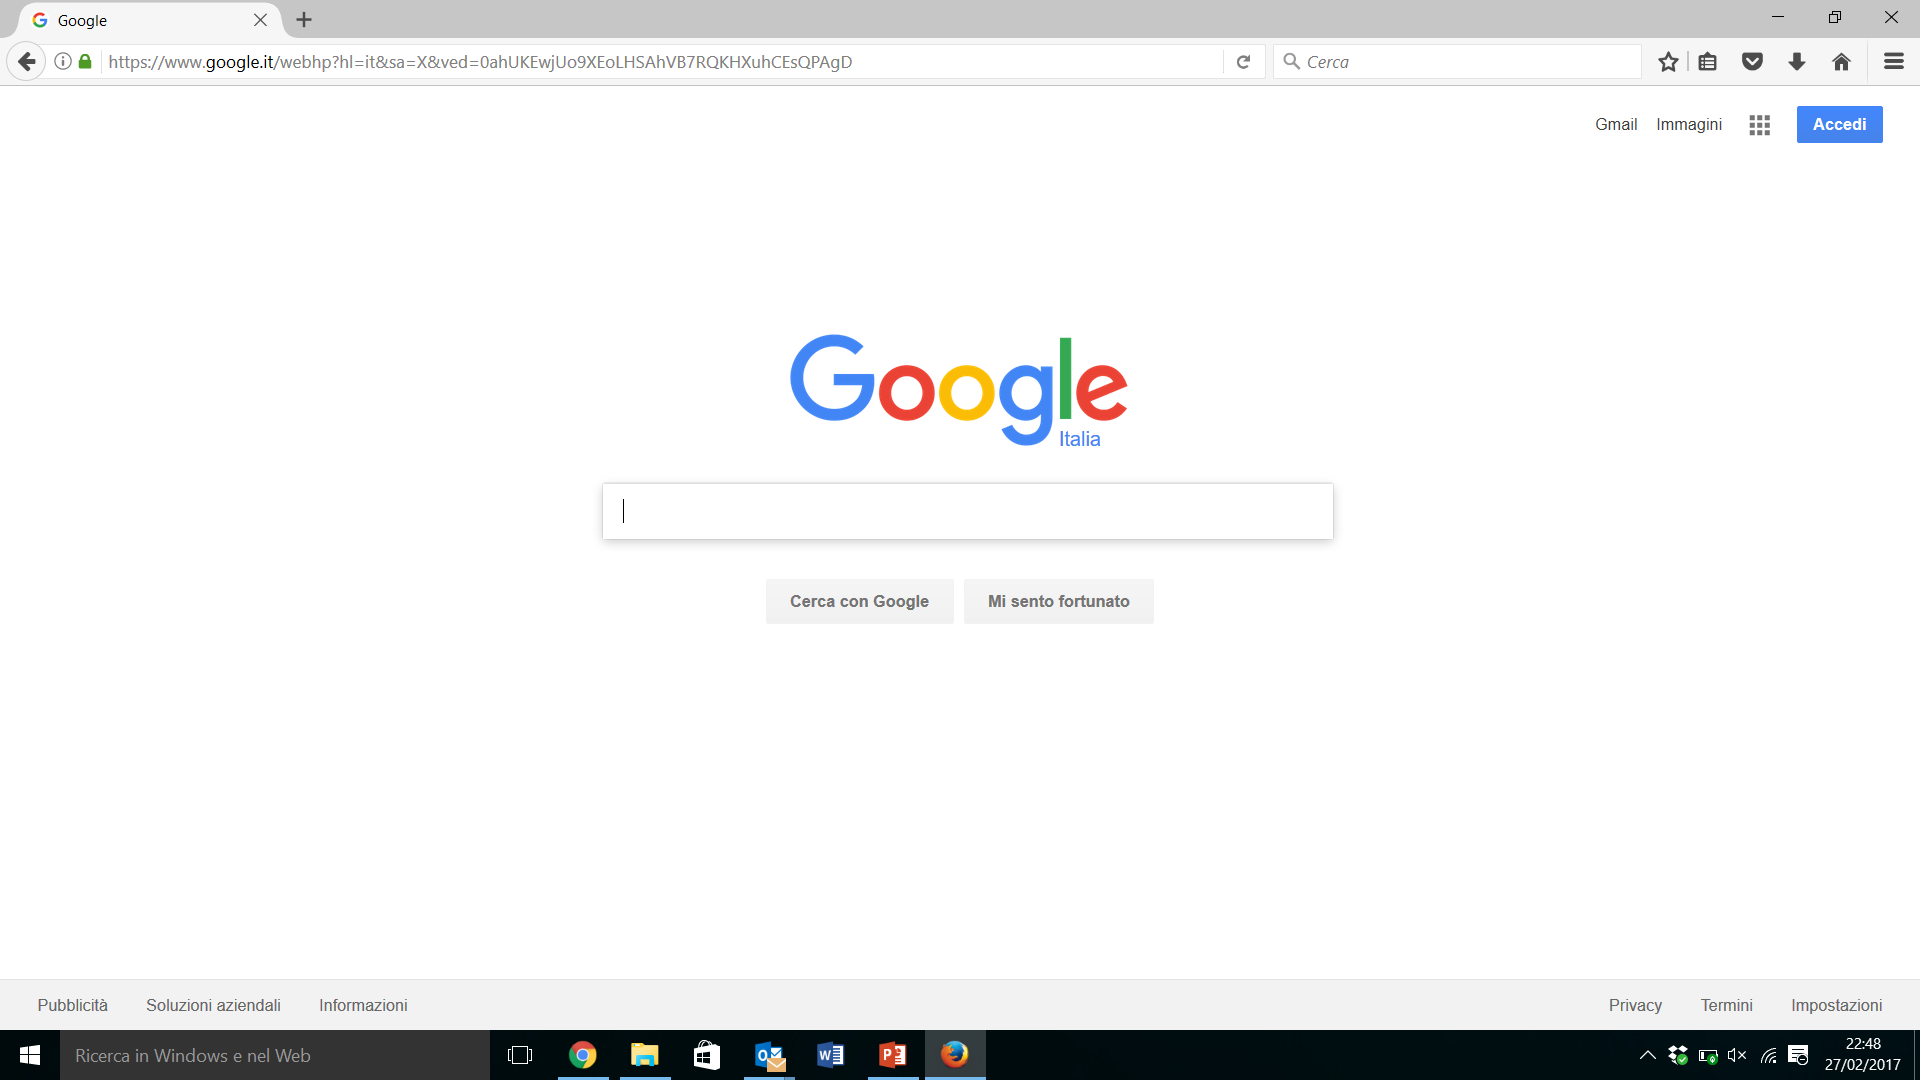 Google
https://www.google.it/webhp?hl=it&sa=X&ved=0ahUKEwjUo9XEoLHSAhVB7RQKHXuhCEsQPAgD
Cerca
Gmail Immagini Accedi
Google
Italia
Cerca con Google Mi sento fortunato
Pubblicità Soluzioni aziendali Informazioni Privacy Termini Impostazioni
Ricerca in Windows e nel Web
22:48
27/02/2017